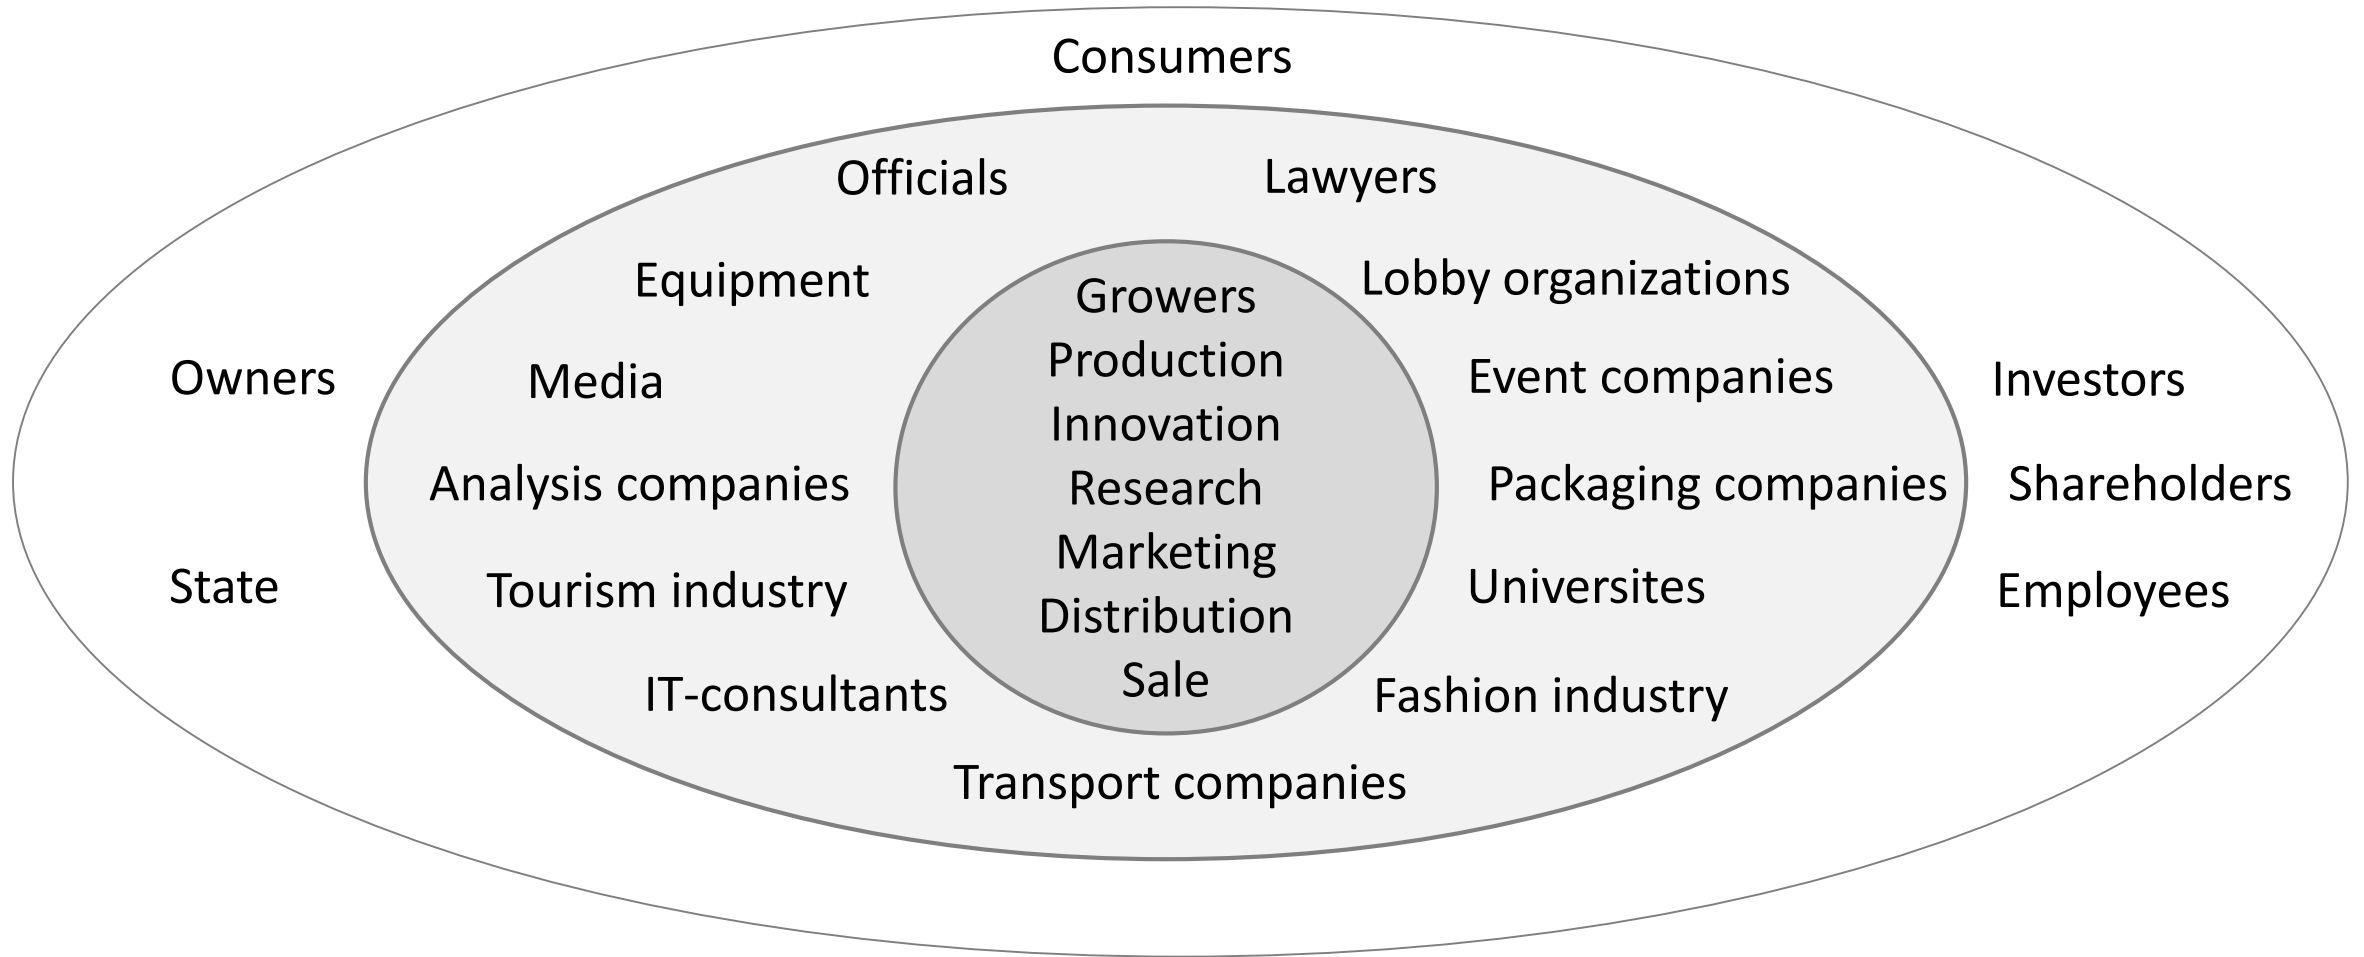 Consumers
Officials
Lawyers
Equipment
Lobby organizations
Growers
Production
Innovation
Research
Marketing
Distribution
Sale
Owners
Media
Event companies
Investors
Analysis companies
Packaging companies
Shareholders
State
Tourism industry
Universites
Employees
IT-consultants
Fashion industry
Transport companies